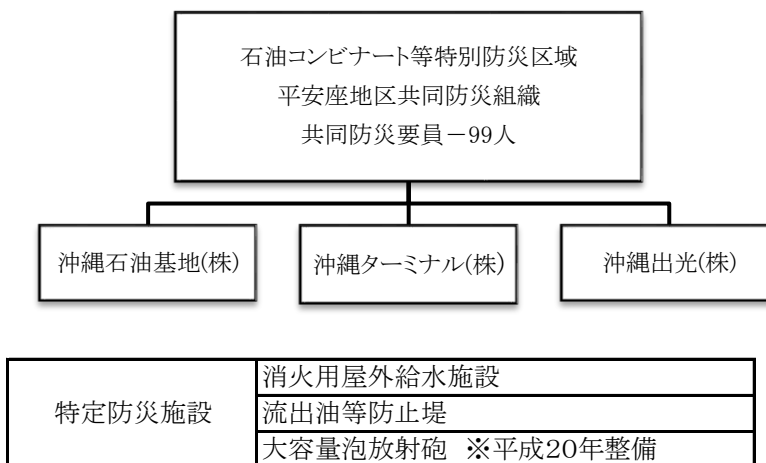 石油コンビナート等特別防災区域
平安座地区共同防災組織
共同防災要員－99人
沖縄石油基地(株)
沖縄ターミナル(株)
沖縄出光(株)
特定防災施設
消火用屋外給水施設
流出油等防止堤
大容量泡放射砲 ※平成20年整備